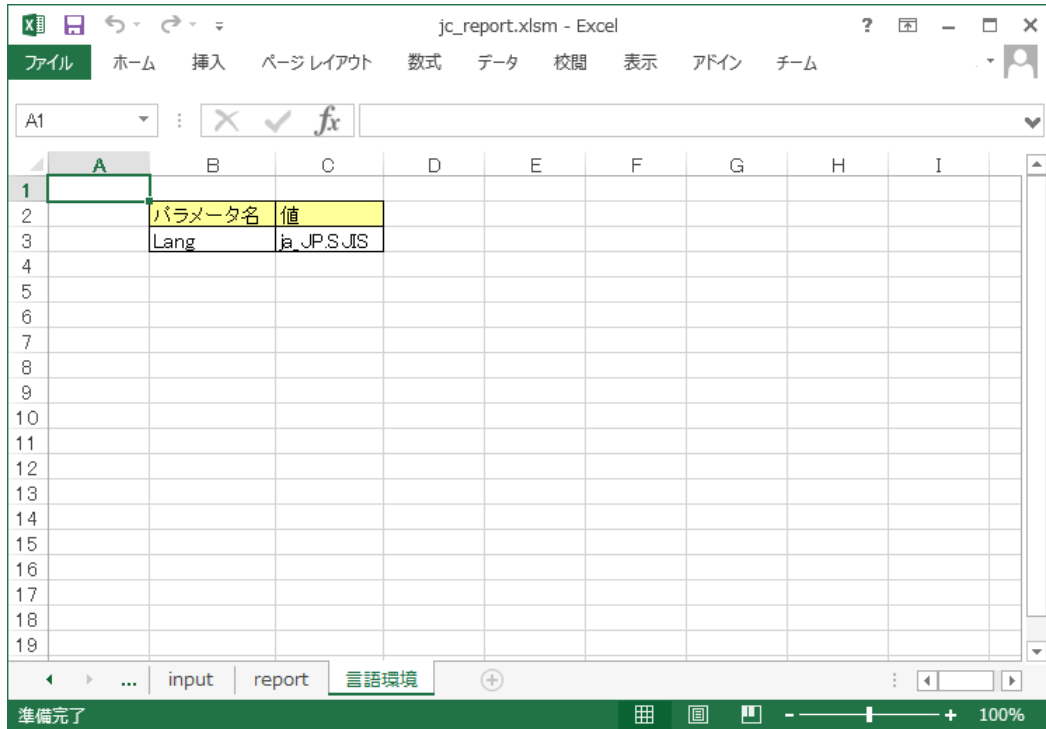 jc_report.xlsm - Excel
ファイル ホーム 挿入 ページ レイアウト 数式 データ 校閲 表示 アドイン チーム
A1 fx
A B C D E F G H I
1
2 パラメータ名 値
3 Lang ja_JP.SJIS
4
5
6
7
8
9
10
11
12
13
14
15
16
17
18
19
... input report 言語環境
準備完了 100%